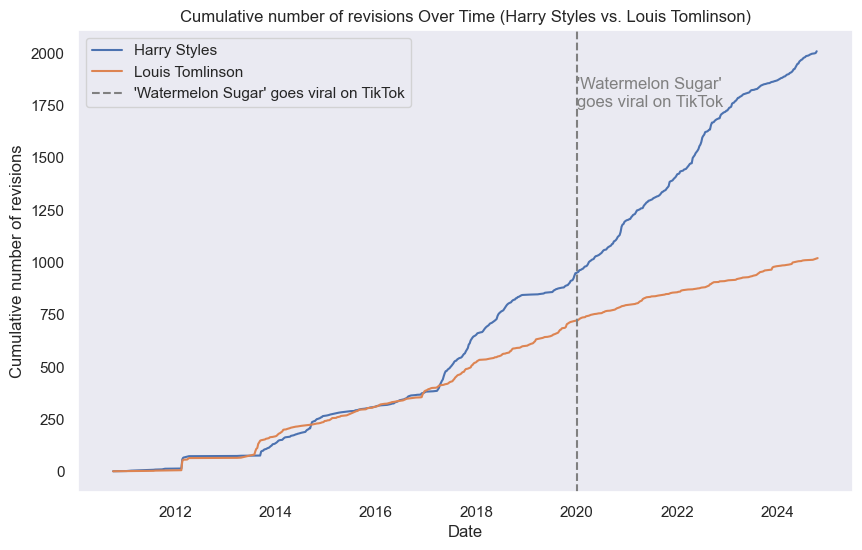 Cumulative number of revisions Over Time (Harry Styles vs. Louis Tomlinson)
Harry Styles
Louis Tomlinson
'Watermelon Sugar' goes viral on TikTok
'Watermelon Sugar'
goes viral on TikTok
Cumulative number of revisions
2000
1750
1500
1250
1000
750
500
250
0
2012
2014
2016
2018
2020
2022
2024
Date